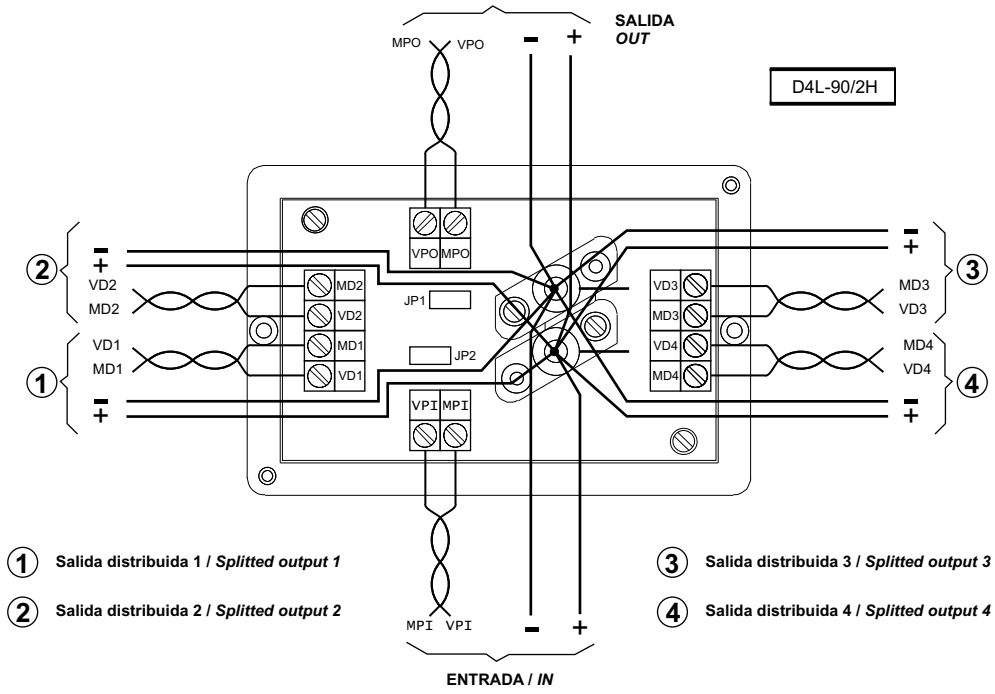 SALIDA
OUT
MPO VPO - +
D4L-90/2H
VPO MPO
2
-
+
VD2
MD2
MD2
VD2
MD1
VD1
JP1
JP2
VD3
MD3
VD4
MD4
-
+
MD3
VD3
3
1
VD1
MD1
-
+
MD4
VD4
-
+
4
VPI MPI
1 Salida distribuida 1 / Splitted output 1
2 Salida distribuida 2 / Splitted output 2
3 Salida distribuida 3 / Splitted output 3
4 Salida distribuida 4 / Splitted output 4
MPI VPI - +
ENTRADA / IN